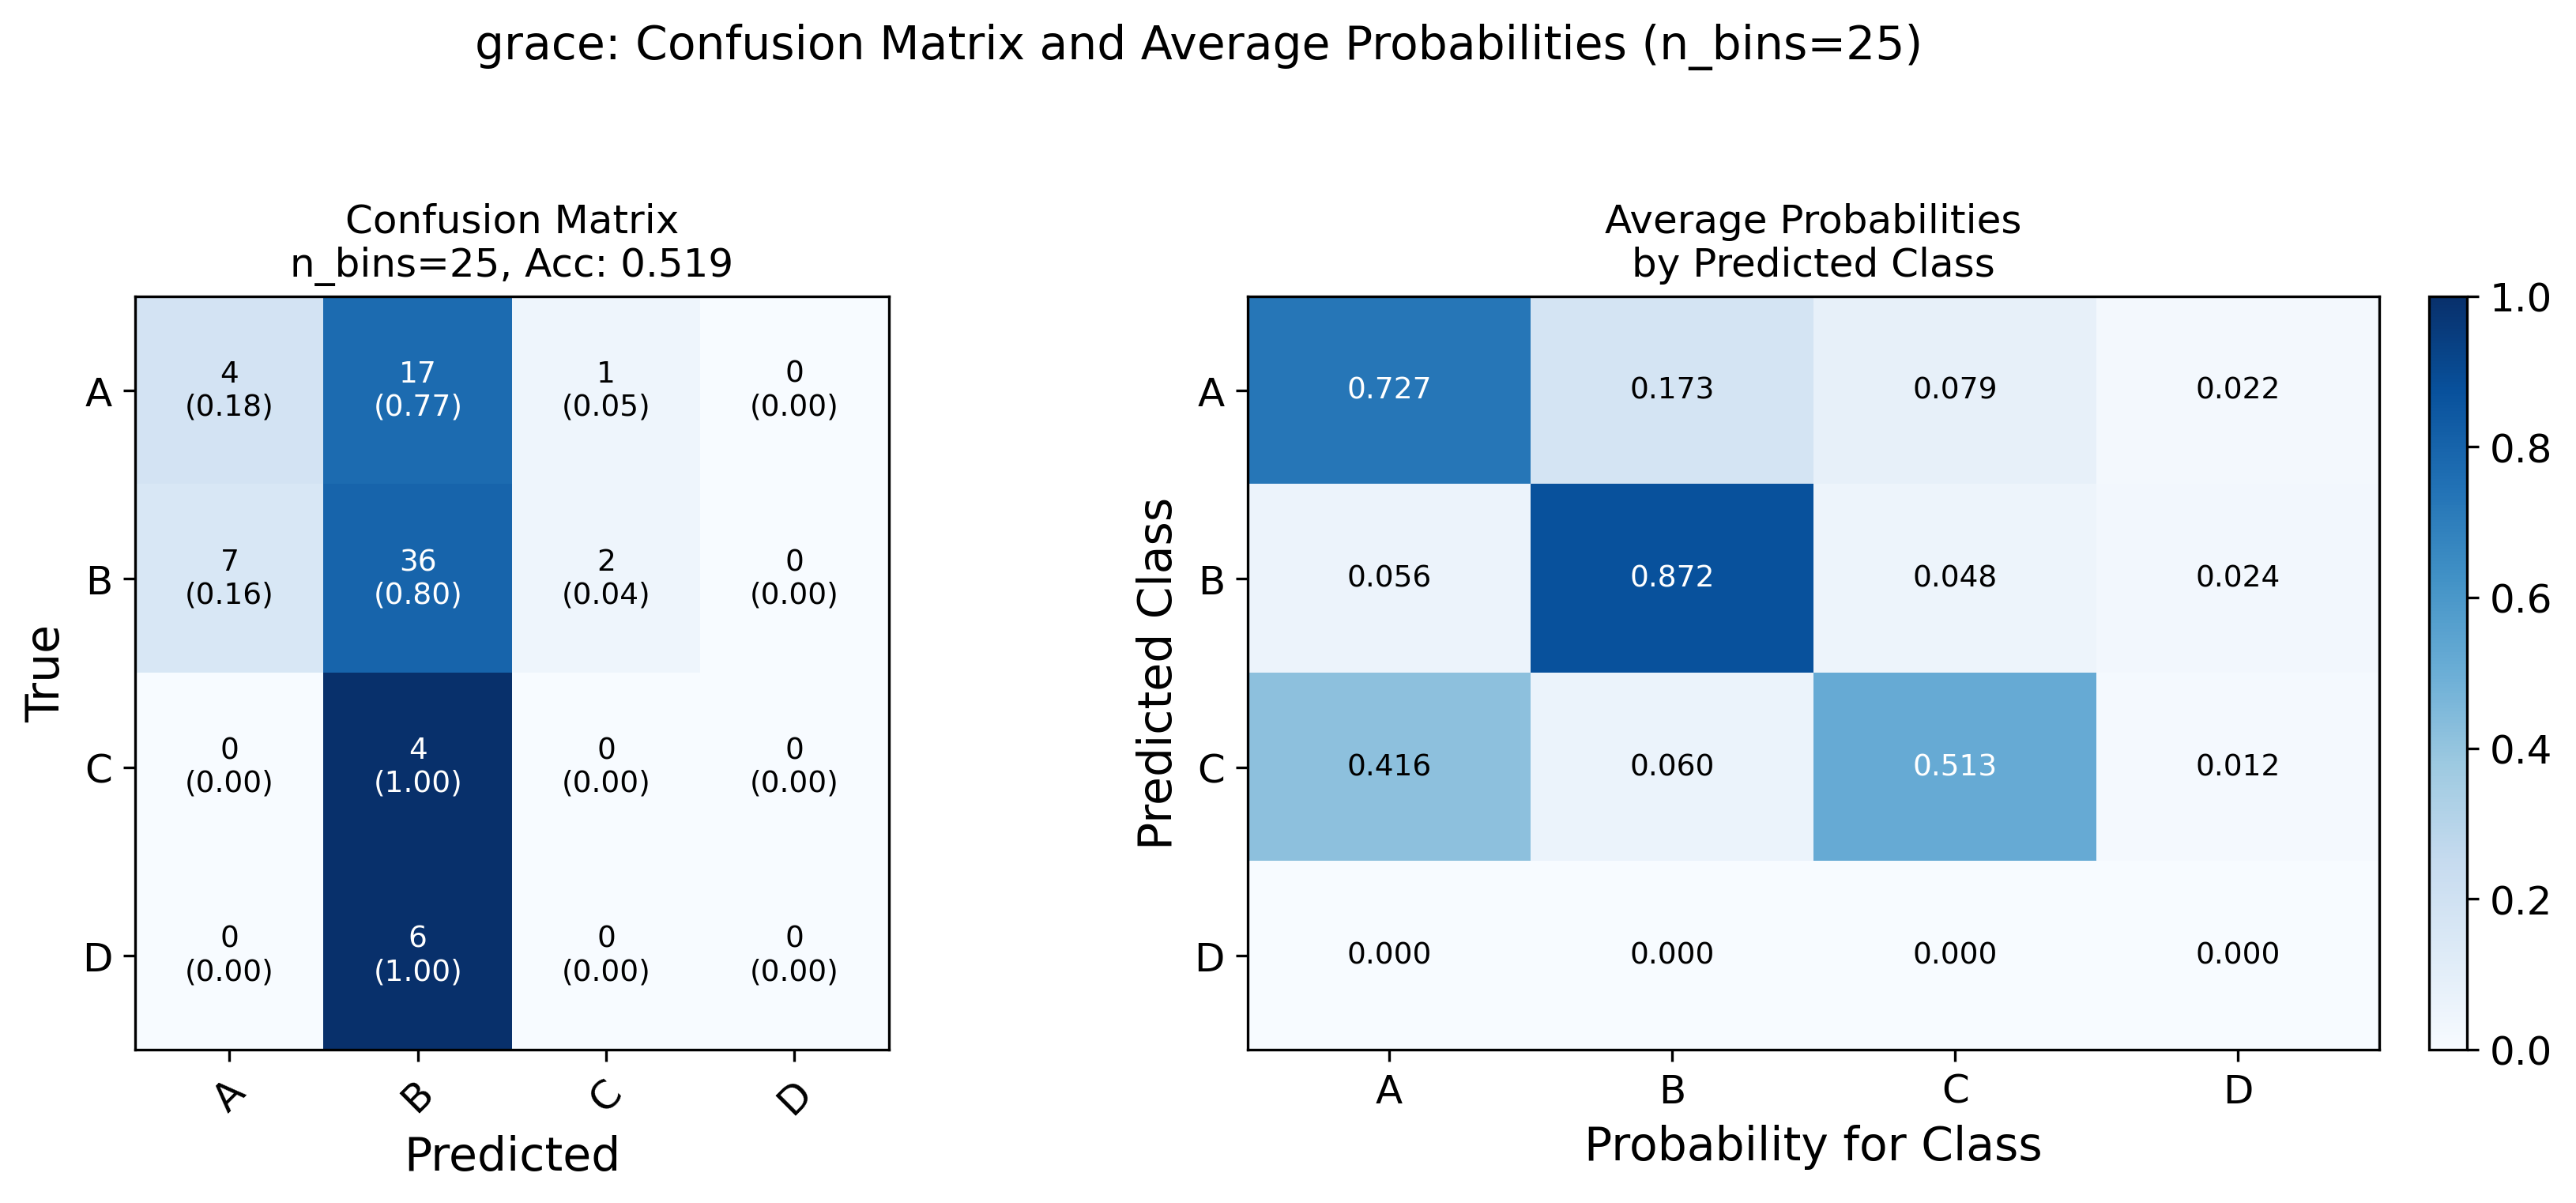 grace: Confusion Matrix and Average Probabilities (n_bins=25)
Confusion Matrix
n_bins=25, Acc: 0.519
True
A
B
C
D
4
(0.18)
17
(0.77)
1
(0.05)
0
(0.00)
7
(0.16)
36
(0.80)
2
(0.04)
0
(0.00)
0
(0.00)
4
(1.00)
0
(0.00)
0
(0.00)
0
(0.00)
6
(1.00)
0
(0.00)
0
(0.00)
A
B
C
D
Predicted
Average Probabilities
by Predicted Class
Predicted Class
A
B
C
D
0.727 0.173 0.079 0.022
0.056 0.872 0.048 0.024
0.416 0.060 0.513 0.012
0.000 0.000 0.000 0.000
A
B
C
D
Probability for Class
1.0
0.8
0.6
0.4
0.2
0.0